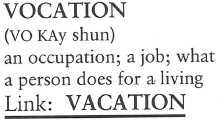 VOCATION
(VO KAy shun)
an occupation; a job; what
a person does for a living
Link: VACATION